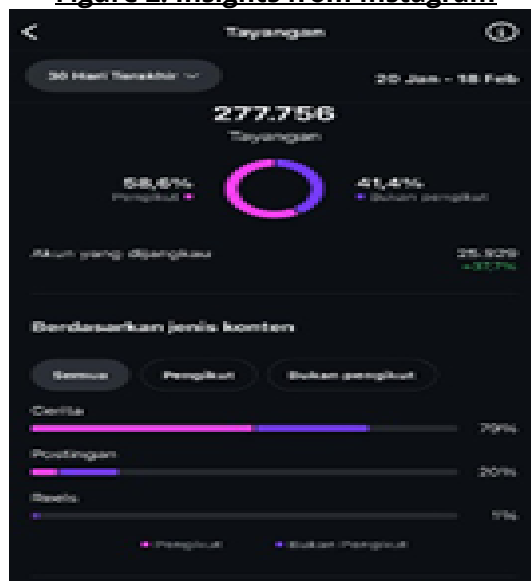 Figure 2. Insights from Instagram
Tayangan
30 Hari Terakhir
20 Jan - 18 Feb
277.756
Tayangan
58,6%
Pengikut
41,4%
Bukan pengikut
Akun yang dijangkau
+37,7%
Berdasarkan jenis konten
Semua Pengikut Bukan pengikut
Cerita
79%
Postingan
20%
Reels
1%
Pengikut Bukan Pengikut